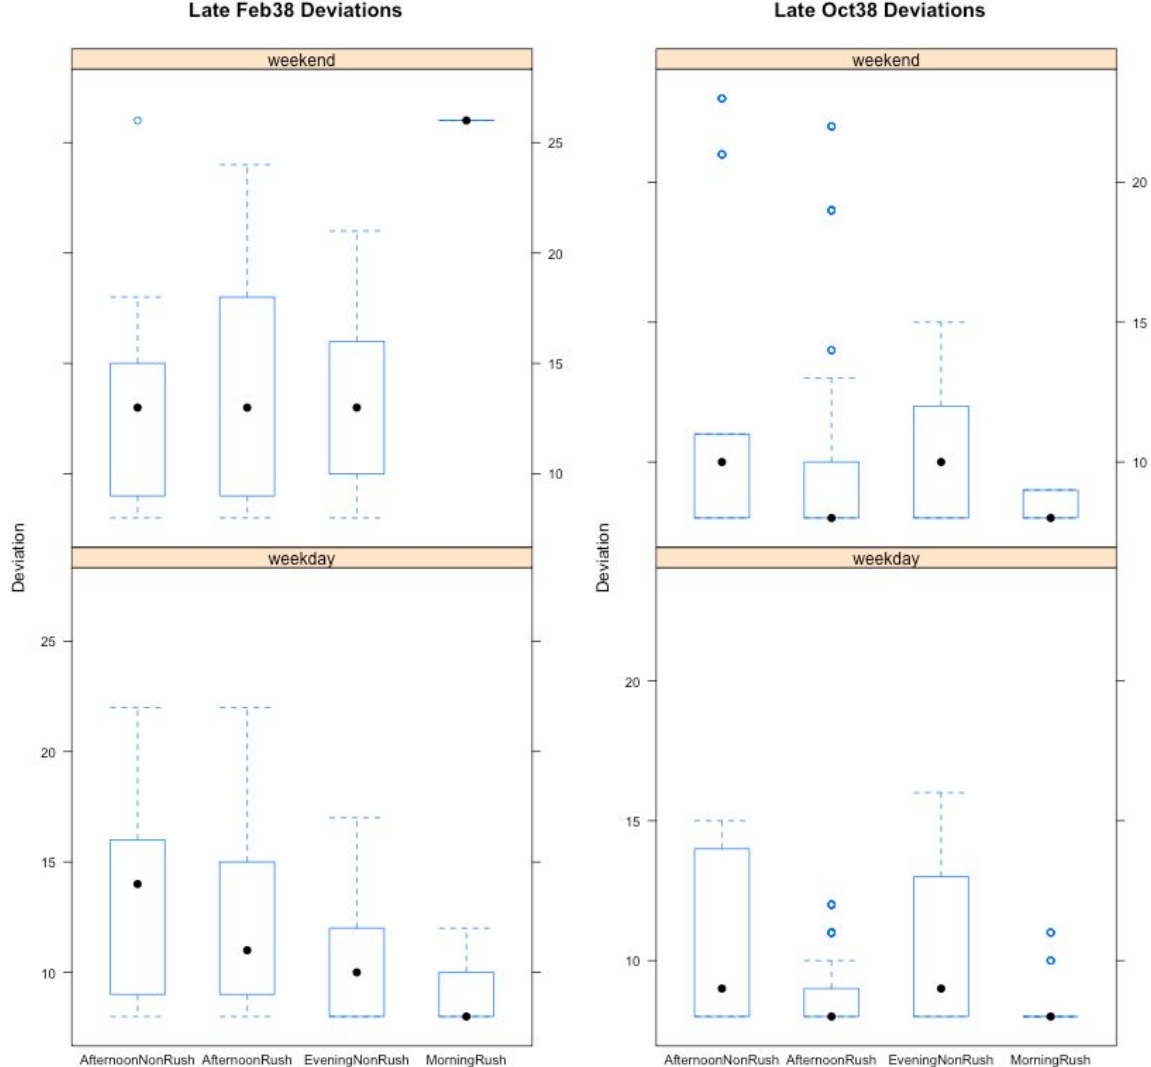 Late Feb38 Deviations
weekend
25
20
15
10
Deviation
weekday
25
20
15
10
AfternoonNonRush AfternoonRush EveningNonRush MorningRush
Late Oct38 Deviations
weekend
20
15
10
Deviation
weekday
20
15
10
AfternoonNonRush AfternoonRush EveningNonRush MorningRush